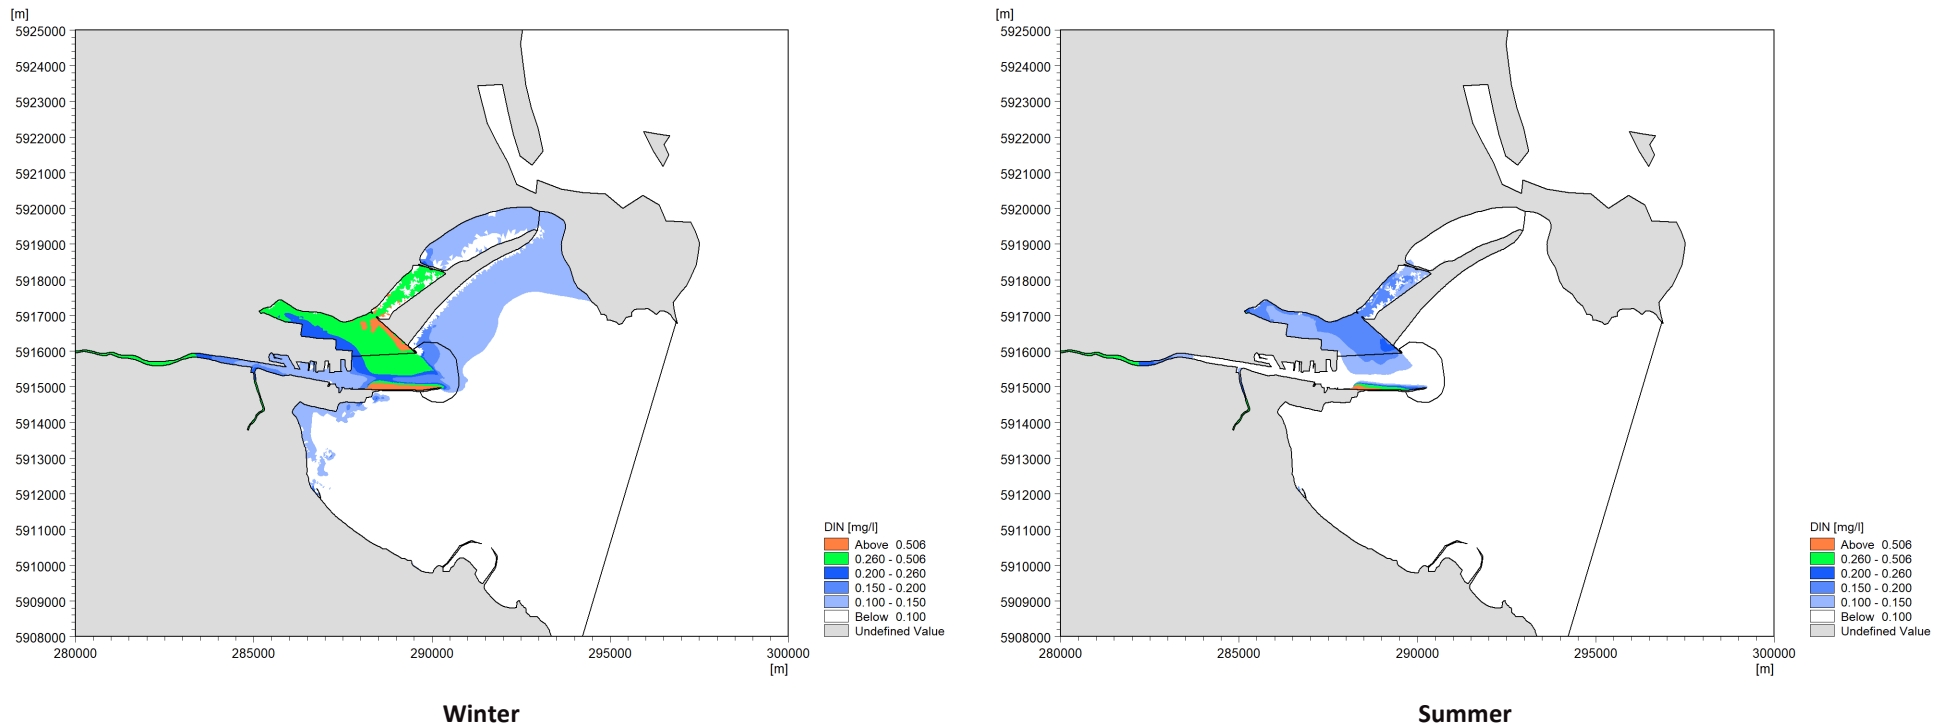 [m]
5925000
5924000
5923000
5922000
5921000
5920000
5919000
5918000
5917000
5916000
5915000
5914000
5913000
5912000
5911000
5910000
5909000
5908000
280000 285000 290000 295000 300000
[m]
DIN [mg/l]
Above 0.506
0.260 - 0.506
0.200 - 0.260
0.150 - 0.200
0.100 - 0.150
Below 0.100
Undefined Value
Winter
[m]
5925000
5924000
5923000
5922000
5921000
5920000
5919000
5918000
5917000
5916000
5915000
5914000
5913000
5912000
5911000
5910000
5909000
5908000
280000 285000 290000 295000 300000
[m]
DIN [mg/l]
Above 0.506
0.260 - 0.506
0.200 - 0.260
0.150 - 0.200
0.100 - 0.150
Below 0.100
Undefined Value
Summer